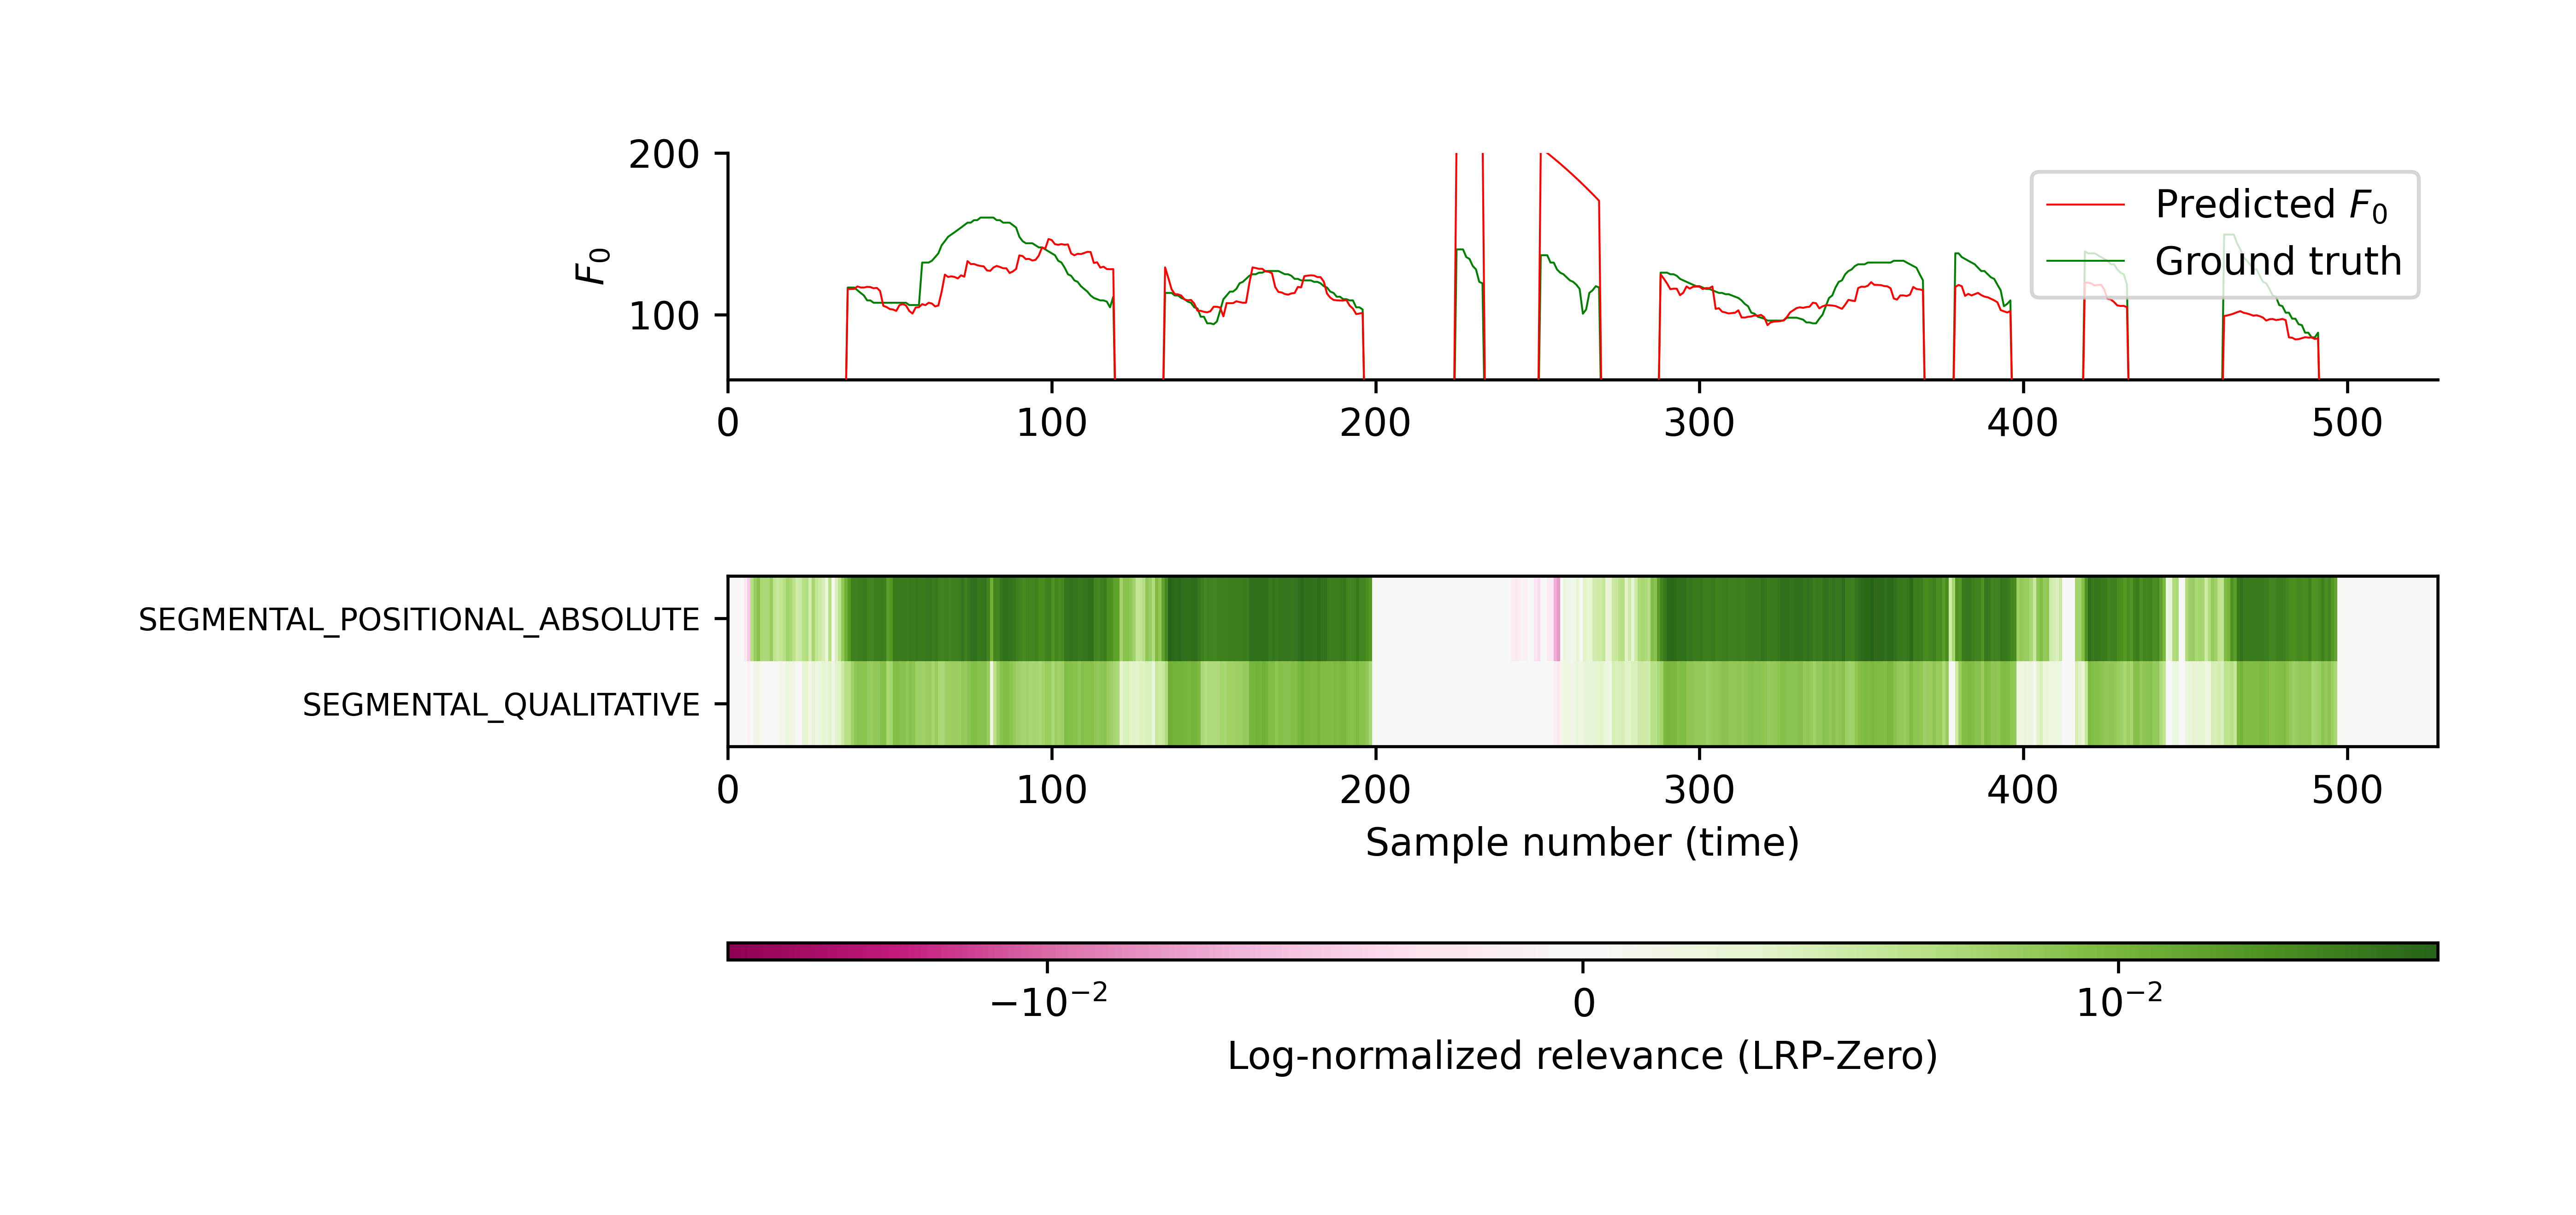 200
100
F₀
Predicted F₀
Ground truth
0 100 200 300 400 500
SEGMENTAL_POSITIONAL_ABSOLUTE
SEGMENTAL_QUALITATIVE
0 100 200 300 400 500
Sample number (time)
−10⁻² 0 10⁻²
Log-normalized relevance (LRP-Zero)